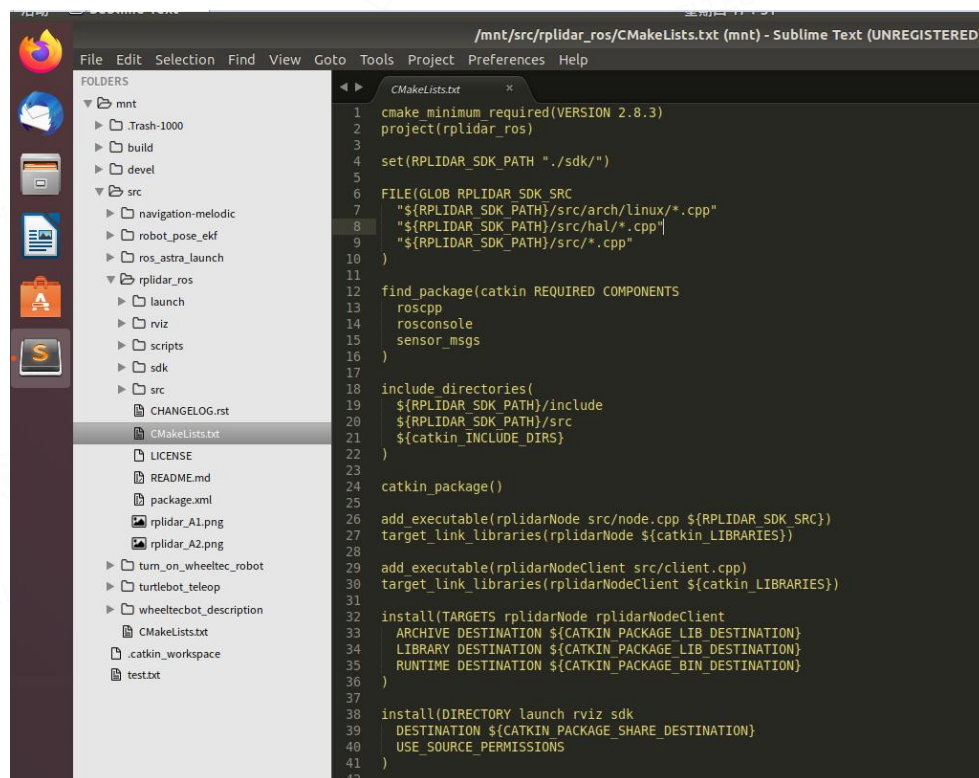 /mnt/src/rplidar_ros/CMakeLists.txt (mnt) - Sublime Text (UNREGISTERED
File Edit Selection Find View Goto Tools Project Preferences Help
FOLDERS
mnt
.Trash-1000
build
devel
src
navigation-melodic
robot_pose_ekf
ros_astra_launch
rplidar_ros
launch
rviz
scripts
sdk
src
CHANGELOG.rst
CMakeLists.txt
LICENSE
README.md
package.xml
rplidar_A1.png
rplidar_A2.png
turn_on_wheeltec_robot
turtlebot_teleop
wheeltecbot_description
CMakeLists.txt
.catkin_workspace
test.txt
CMakeLists.txt ×
1 cmake_minimum_required(VERSION 2.8.3)
2 project(rplidar_ros)
3
4 set(RPLIDAR_SDK_PATH "./sdk/")
5
6 FILE(GLOB RPLIDAR_SDK_SRC
7 "${RPLIDAR_SDK_PATH}/src/arch/linux/*.cpp"
8 "${RPLIDAR_SDK_PATH}/src/hal/*.cpp"
9 "${RPLIDAR_SDK_PATH}/src/*.cpp"
10 )
11
12 find_package(catkin REQUIRED COMPONENTS
13 roscpp
14 rosconsole
15 sensor_msgs
16 )
17
18 include_directories(
19 ${RPLIDAR_SDK_PATH}/include
20 ${RPLIDAR_SDK_PATH}/src
21 ${catkin_INCLUDE_DIRS}
22 )
23
24 catkin_package()
25
26 add_executable(rplidarNode src/node.cpp ${RPLIDAR_SDK_SRC})
27 target_link_libraries(rplidarNode ${catkin_LIBRARIES})
28
29 add_executable(rplidarNodeClient src/client.cpp)
30 target_link_libraries(rplidarNodeClient ${catkin_LIBRARIES})
31
32 install(TARGETS rplidarNode rplidarNodeClient
33 ARCHIVE DESTINATION ${CATKIN_PACKAGE_LIB_DESTINATION}
34 LIBRARY DESTINATION ${CATKIN_PACKAGE_LIB_DESTINATION}
35 RUNTIME DESTINATION ${CATKIN_PACKAGE_BIN_DESTINATION}
36 )
37
38 install(DIRECTORY launch rviz sdk
39 DESTINATION ${CATKIN_PACKAGE_SHARE_DESTINATION}
40 USE_SOURCE_PERMISSIONS
41 )